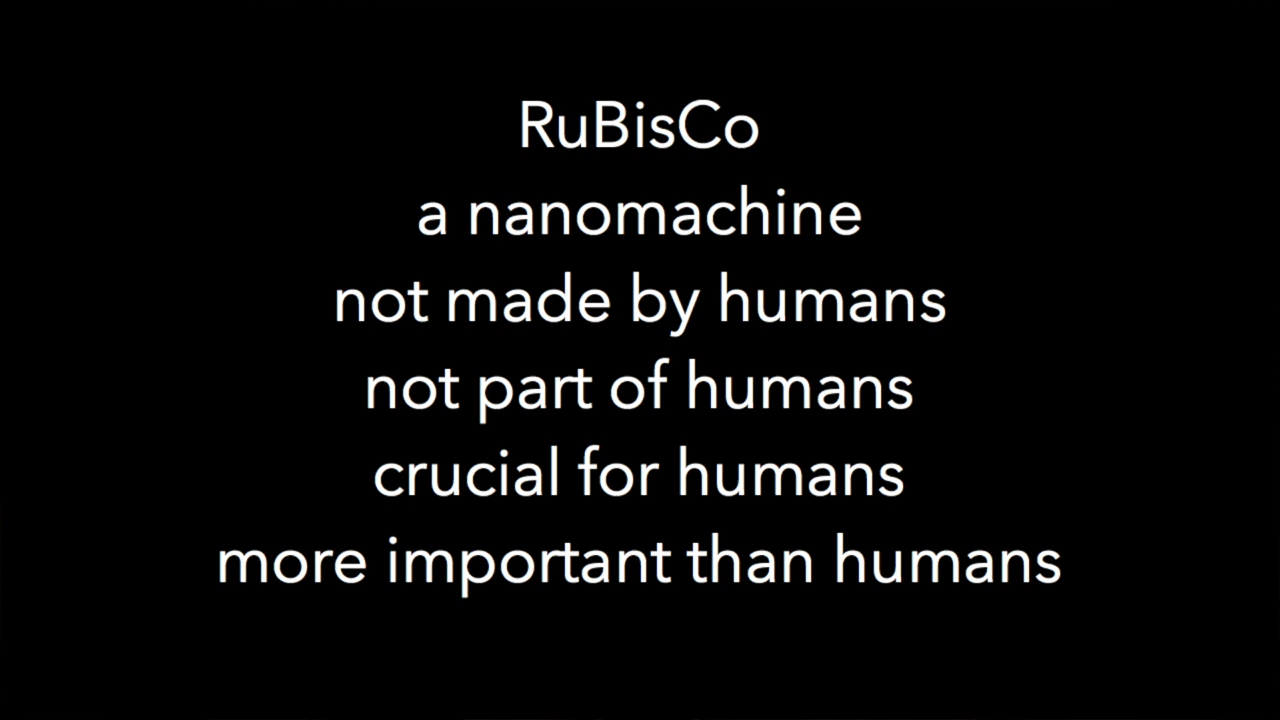 RuBisCo
a nanomachine
not made by humans
not part of humans
crucial for humans
more important than humans